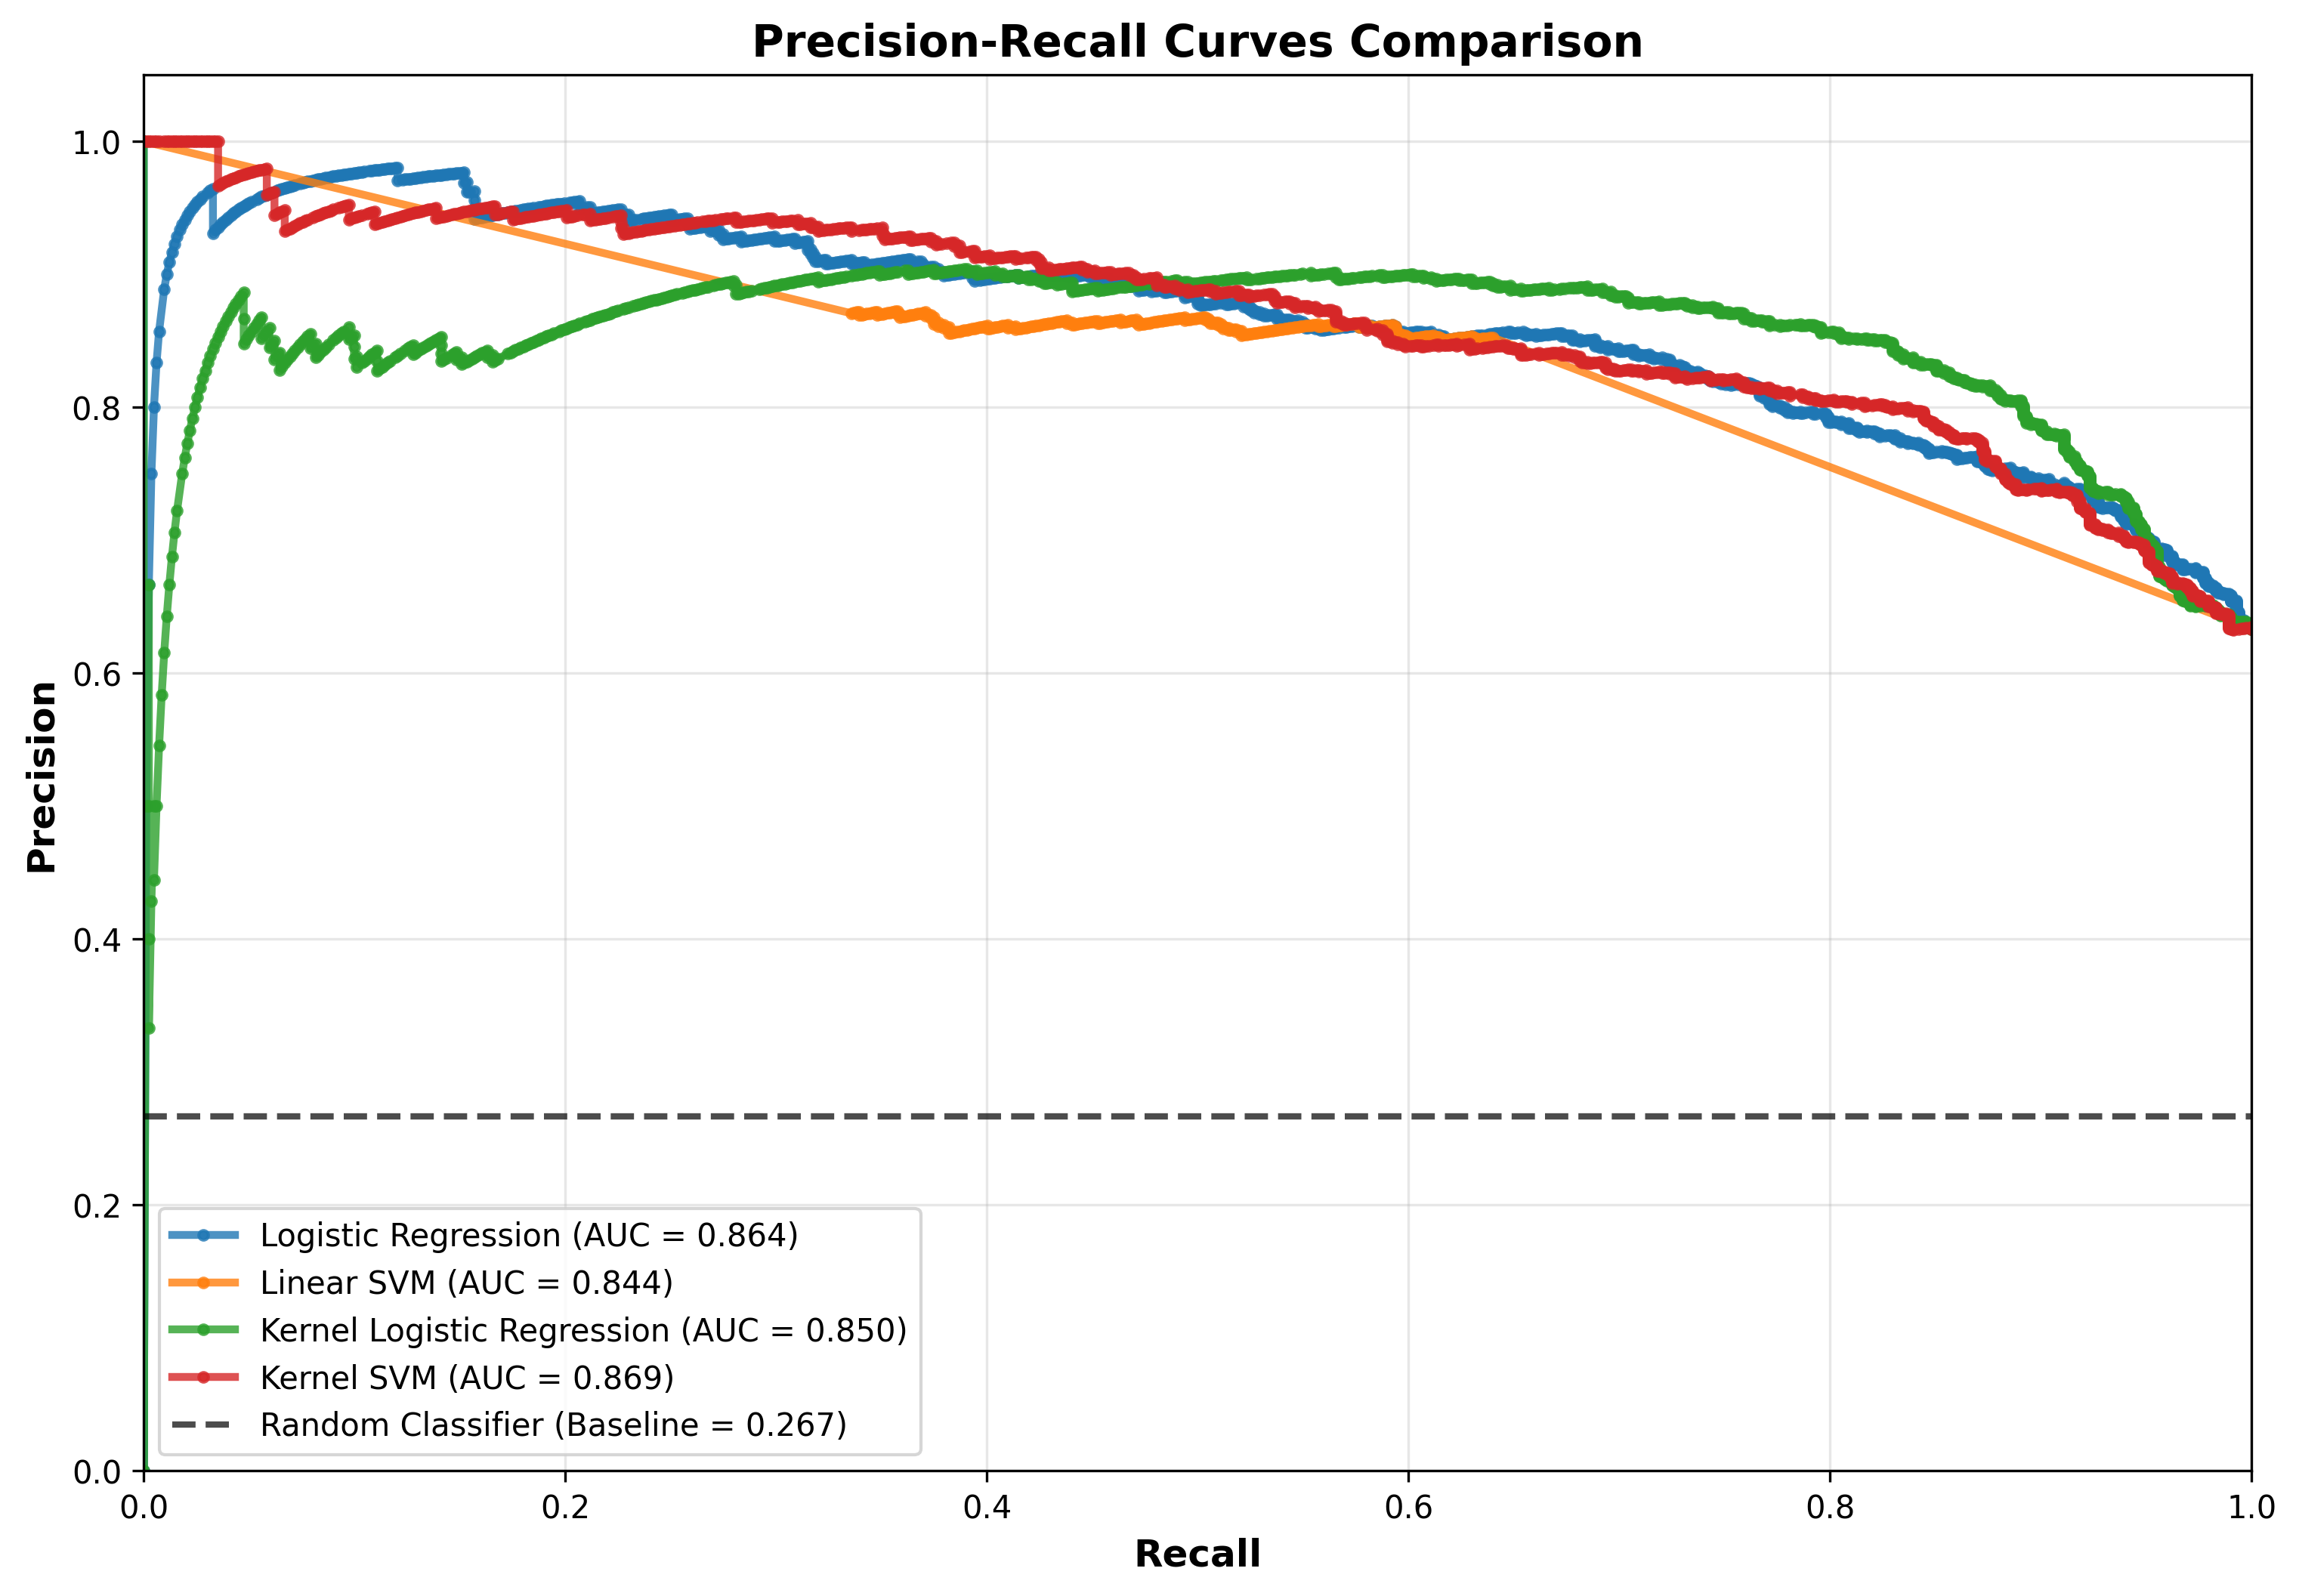 Precision-Recall Curves Comparison
1.0
0.8
0.6
0.4
0.2
0.0
Precision
Logistic Regression (AUC = 0.864)
Linear SVM (AUC = 0.844)
Kernel Logistic Regression (AUC = 0.850)
Kernel SVM (AUC = 0.869)
Random Classifier (Baseline = 0.267)
0.0 0.2 0.4 0.6 0.8 1.0
Recall